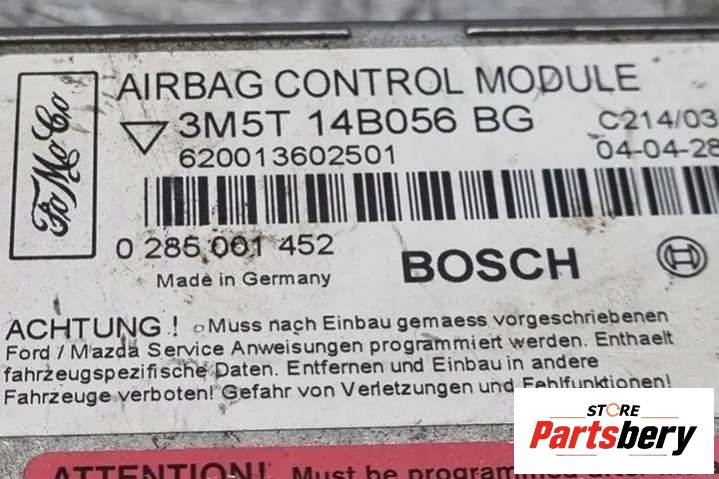 FoMoCo
AIRBAG CONTROL MODULE
3M5T 14B056 BG C214/03
620013602501 04-04-28
0 285 001 452
Made in Germany
BOSCH
ACHTUNG ! Muss nach Einbau gemaess vorgeschriebenen
Ford / Mazda Service Anweisungen programmiert werden. Enthaelt
fahrzeugspezifische Daten. Entfernen und Einbau in andere
Fahrzeuge verboten! Gefahr von Verletzungen und Fehlfunktionen!
ATTENTION! Must be programmed after
STORE
Partsbery